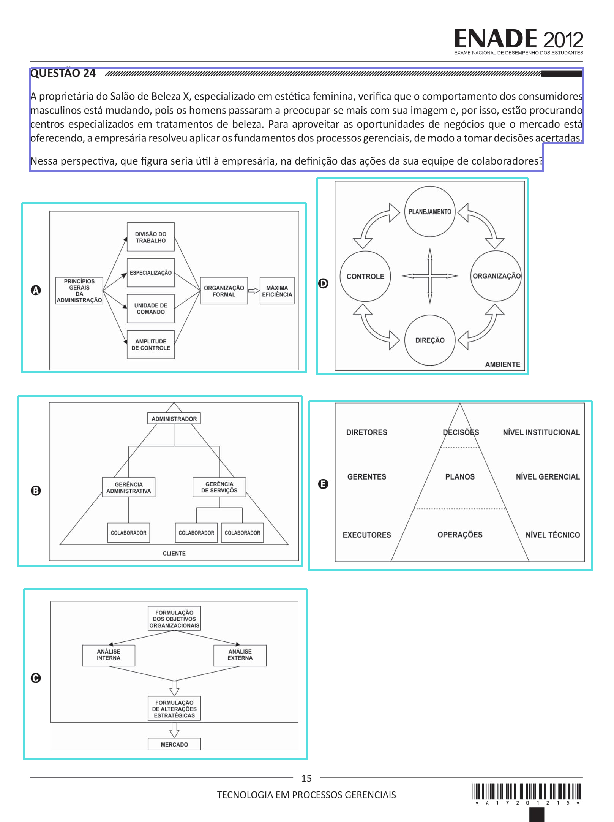 ENADE 2012
EXAME NACIONAL DE DESEMPENHO DOS ESTUDANTES
QUESTÃO 24
A proprietária do Salão de Beleza X, especializado em estética feminina, verifica que o comportamento dos consumidores
masculinos está mudando, pois os homens passaram a preocupar-se mais com sua imagem e, por isso, estão procurando
centros especializados em tratamentos de beleza. Para aproveitar as oportunidades de negócios que o mercado está
oferecendo, a empresária resolveu aplicar os fundamentos dos processos gerenciais, de modo a tomar decisões acertadas.
Nessa perspectiva, que figura seria útil à empresária, na definição das ações da sua equipe de colaboradores?
A
PRINCÍPIOS
GERAIS
DA
ADMINISTRAÇÃO
DIVISÃO DO
TRABALHO
ESPECIALIZAÇÃO
UNIDADE DE
COMANDO
AMPLITUDE
DE CONTROLE
ORGANIZAÇÃO
FORMAL
MÁXIMA
EFICIÊNCIA
D
PLANEJAMENTO
CONTROLE
ORGANIZAÇÃO
DIREÇÃO
AMBIENTE
B
ADMINISTRADOR
GERÊNCIA
ADMINISTRATIVA
GERÊNCIA
DE SERVIÇOS
COLABORADOR
COLABORADOR
COLABORADOR
CLIENTE
E
DIRETORES DECISÕES NÍVEL INSTITUCIONAL
GERENTES PLANOS NÍVEL GERENCIAL
EXECUTORES OPERAÇÕES NÍVEL TÉCNICO
C
FORMULAÇÃO
DOS OBJETIVOS
ORGANIZACIONAIS
ANÁLISE
INTERNA
ANÁLISE
EXTERNA
FORMULAÇÃO
DE ALTERAÇÕES
ESTRATÉGICAS
MERCADO
15
TECNOLOGIA EM PROCESSOS GERENCIAIS
* A 1 7 2 0 1 2 1 5 *